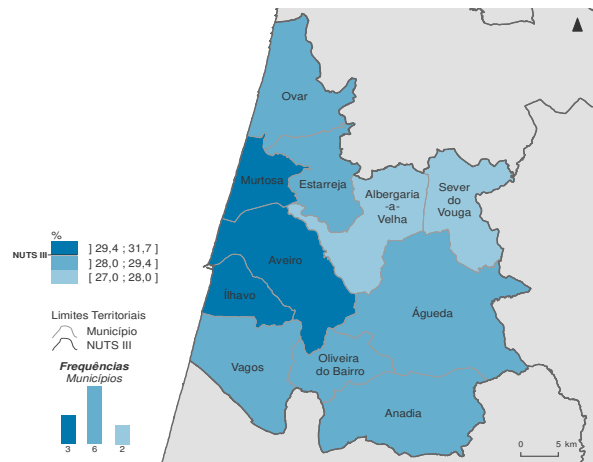 Ovar
Murtosa
Estarreja
Albergaria
-a-
Velha
Sever
do
Vouga
Aveiro
Ílhavo
Águeda
Vagos
Oliveira
do Bairro
Anadia
%
NUTS III
] 29,4 ; 31,7 ]
] 28,0 ; 29,4 ]
[ 27,0 ; 28,0 ]
Limites Territoriais
Município
NUTS III
Frequências
Municípios
3 6 2
0 5 km